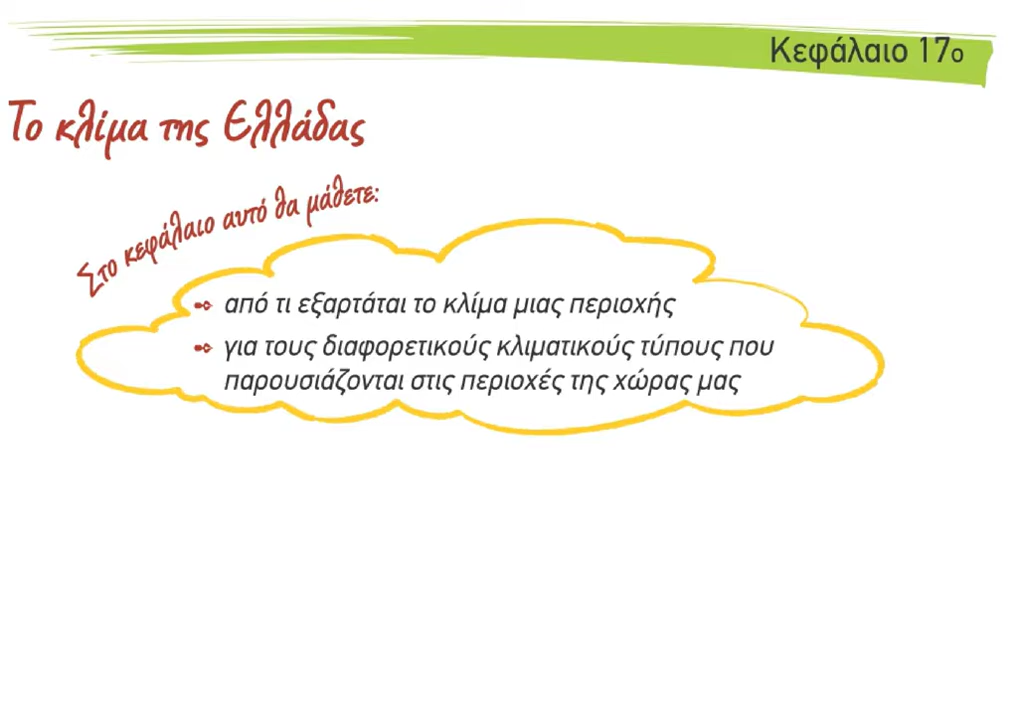 Κεφάλαιο 17ο
Το κλίμα της Ελλάδας
Στο κεφάλαιο αυτό θα μάθετε:
από τι εξαρτάται το κλίμα μιας περιοχής
για τους διαφορετικούς κλιματικούς τύπους που
παρουσιάζονται στις περιοχές της χώρας μας